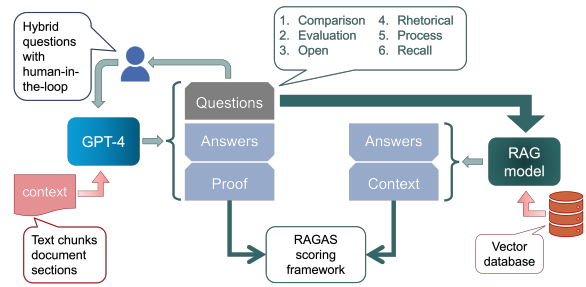 Hybrid
questions
with
human-in-
the-loop
1. Comparison
2. Evaluation
3. Open
4. Rhetorical
5. Process
6. Recall
Questions
GPT-4
Answers
Proof
Answers
Context
RAG
model
context
Text chunks
document
sections
RAGAS
scoring
framework
Vector
database